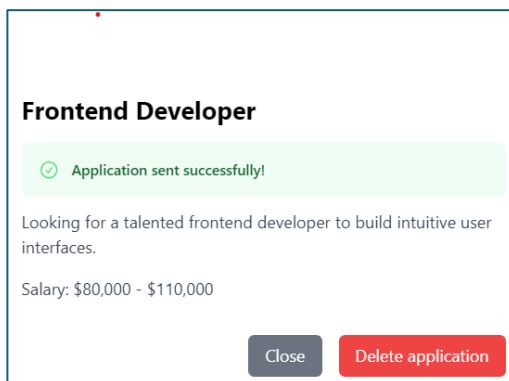 Frontend Developer
Application sent successfully!
Looking for a talented frontend developer to build intuitive user
interfaces.
Salary: $80,000 - $110,000
Close
Delete application